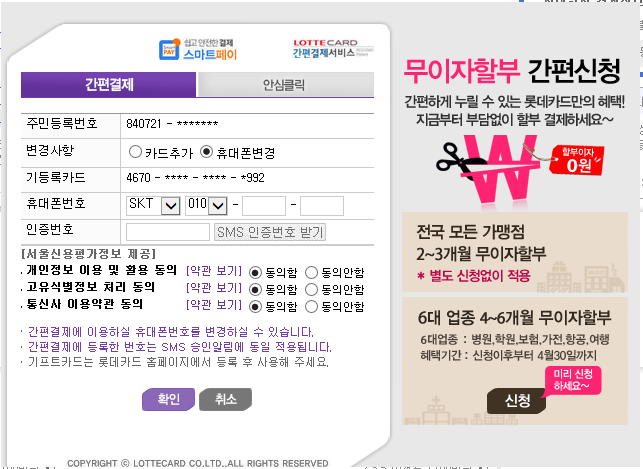 쉽고 안전한 결제
스마트페이
LOTTECARD
간편결제서비스
간편결제
안심클릭
주민등록번호 840721 - *******
변경사항 카드추가 휴대폰변경
기등록카드 4670 - **** - **** - *992
휴대폰번호 SKT 010 - -
인증번호 SMS 인증번호 받기
[서울신용평가정보 제공]
. 개인정보 이용 및 활용 동의 [약관 보기] 동의함 동의안함
. 고유식별정보 처리 동의 [약관 보기] 동의함 동의안함
. 통신사 이용약관 동의 [약관 보기] 동의함 동의안함
· 간편결제에 이용하실 휴대폰번호를 변경하실 수 있습니다.
· 간편결제에 등록한 번호는 SMS 승인알림에 동일 적용됩니다.
· 기프트카드는 롯데카드 홈페이지에서 등록 후 사용해 주세요.
확인 취소
COPYRIGHT ⓒ LOTTECARD CO,LTD.,ALL RIGHTS RESERVED
무이자할부 간편신청
간편하게 누릴 수 있는 롯데카드만의 혜택!
지금부터 부담없이 할부 결제하세요~
할부이자
0원
전국 모든 가맹점
2~3개월 무이자할부
* 별도 신청없이 적용
6대 업종 4~6개월 무이자할부
6대업종 : 병원,학원,보험,가전,항공,여행
혜택기간 : 신청이후부터 4월30일까지
미리 신청
하세요~
신청